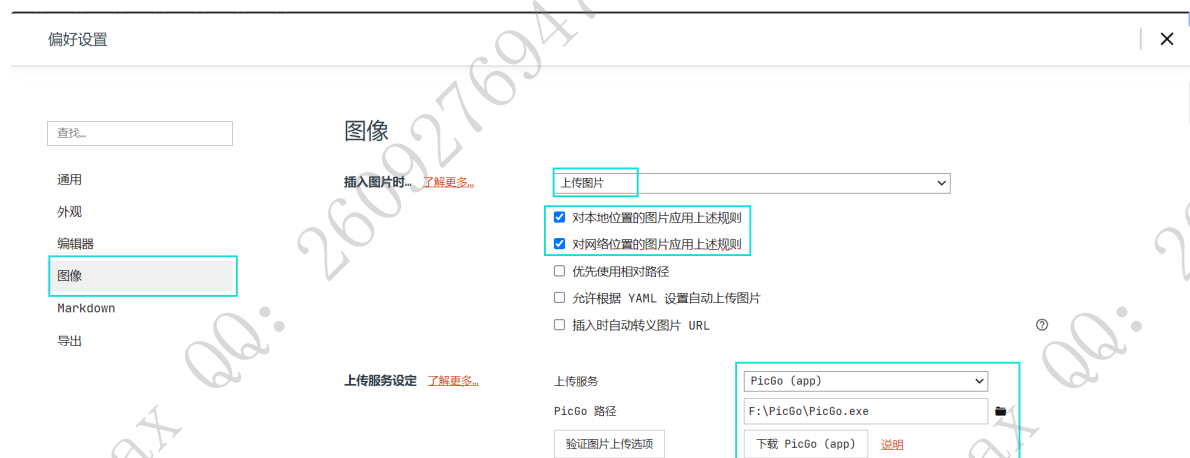 偏好设置
查找…
图像
通用
插入图片时… 了解更多…
上传图片
外观
对本地位置的图片应用上述规则
编辑器
对网络位置的图片应用上述规则
图像
优先使用相对路径
Markdown
允许根据 YAML 设置自动上传图片
导出
插入时自动转义图片 URL
上传服务设定 了解更多…
上传服务
PicGo (app)
PicGo 路径
F:\PicGo\PicGo.exe
验证图片上传选项
下载 PicGo (app) 说明
QQ: 2609276947
ax
QQ:
ax